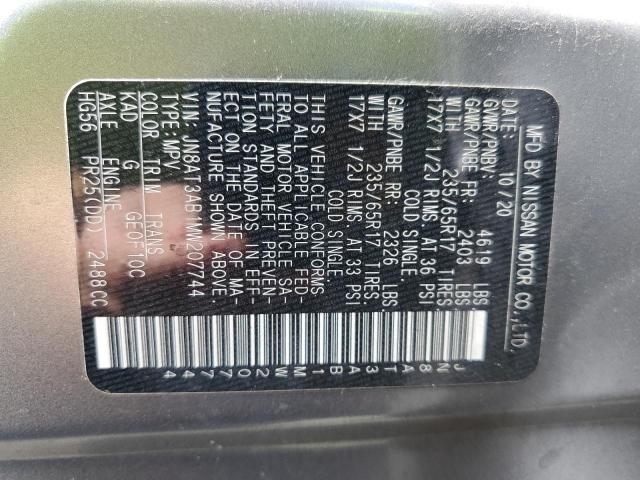 MFD BY NISSAN MOTOR CO.,LTD.
10/20
GVWR/PNBV: 4619 LBS.
GAWR/PNBE FR: 2403 LBS.
WITH 235/65R17 TIRES
17X7 1/2J RIMS AT 36 PSI
COLD SINGLE
GAWR/PNBE RR: 2326 LBS.
WITH 235/65R17 TIRES
17X7 1/2J RIMS AT 33 PSI
COLD SINGLE
THIS VEHICLE CONFORMS
TO ALL APPLICABLE FED-
ERAL MOTOR VEHICLE SA-
FETY AND THEFT PREVEN-
TION STANDARDS IN EFF-
ECT ON THE DATE OF MA-
NUFACTURE SHOWN ABOVE.
VIN: JN8AT3AB1MW207744
TYPE: MPV
COLOR TRIM TRANS
KAD G GE0F10C
AXLE ENGINE
HG56 PR25(DD) 2488CC
JN8AT3AB1MW207744